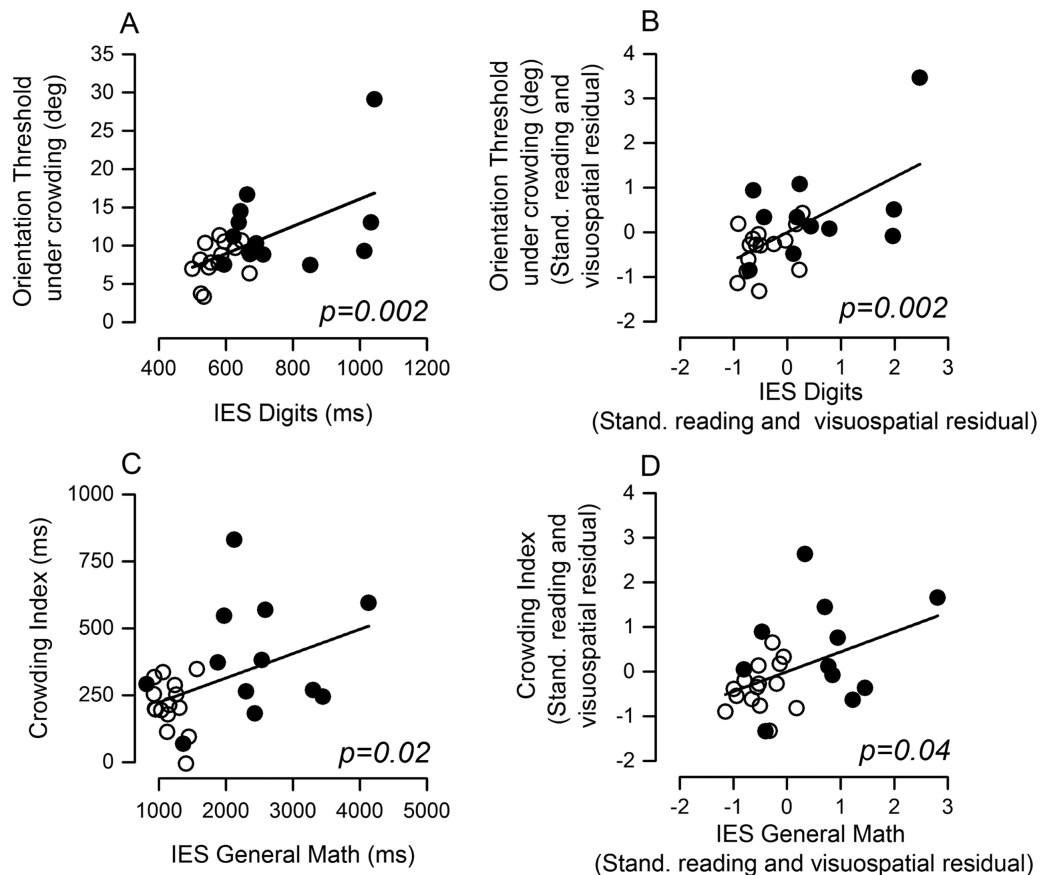 A
Orientation Threshold
under crowding (deg)
35
30
25
20
15
10
5
0
p=0.002
400 600 800 1000 1200
IES Digits (ms)
B
Orientation Threshold
under crowding (deg)
(Stand. reading and
visuospatial residual)
4
3
2
1
0
-1
-2
p=0.002
-2 -1 0 1 2 3
IES Digits
(Stand. reading and visuospatial residual)
C
Crowding Index (ms)
1000
750
500
250
0
p=0.02
1000 2000 3000 4000 5000
IES General Math (ms)
D
Crowding Index
(Stand. reading and
visuospatial residual)
4
3
2
1
0
-1
-2
p=0.04
-2 -1 0 1 2 3
IES General Math
(Stand. reading and visuospatial residual)